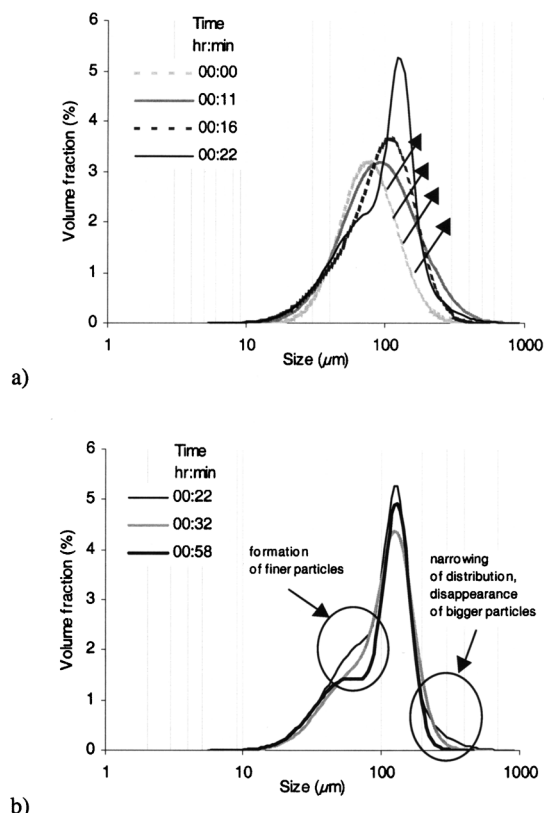 Time
hr:min
00:00
00:11
00:16
00:22
Volume fraction (%)
6
5
4
3
2
1
0
1 10 100 1000
Size (µm)
a)
Time
hr:min
00:22
00:32
00:58
formation
of finer particles
narrowing
of distribution,
disappearance
of bigger particles
Volume fraction (%)
6
5
4
3
2
1
0
1 10 100 1000
Size (µm)
b)